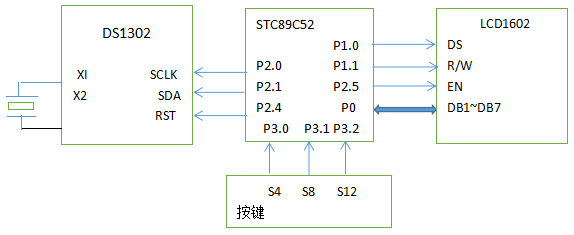 DS1302
XI
X2
SCLK
SDA
RST
STC89C52
P2.0
P2.1
P2.4
P3.0
P3.1
P3.2
P1.0
P1.1
P2.5
P0
LCD1602
DS
R/W
EN
DB1~DB7
S4
S8
S12
按键